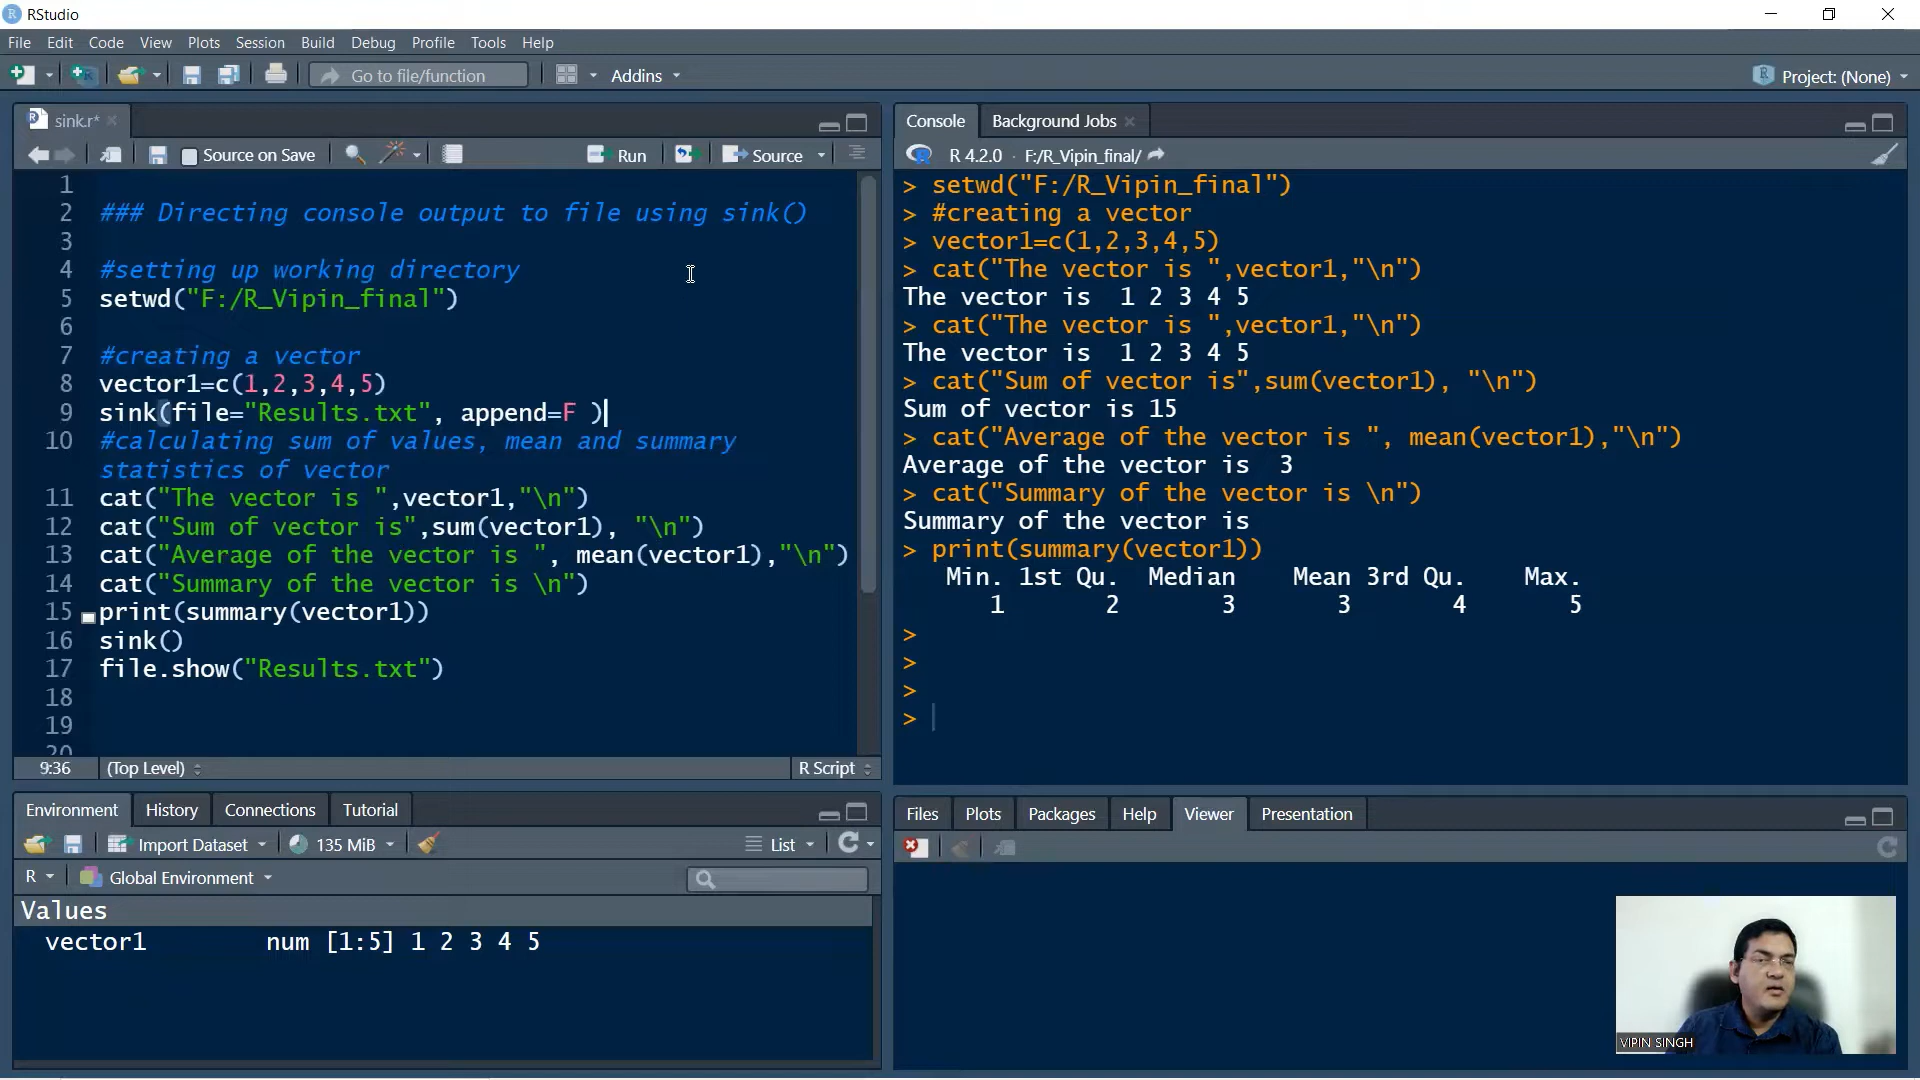 RStudio
File Edit Code View Plots Session Build Debug Profile Tools Help
Go to file/function Addins Project: (None)
sink.r*
Source on Save Run Source
1
2 ### Directing console output to file using sink()
3
4 #setting up working directory
5 setwd("F:/R_Vipin_final")
6
7 #creating a vector
8 vector1=c(1,2,3,4,5)
9 sink(file="Results.txt", append=F )
10 #calculating sum of values, mean and summary
statistics of vector
11 cat("The vector is ",vector1,"\n")
12 cat("Sum of vector is",sum(vector1), "\n")
13 cat("Average of the vector is ", mean(vector1),"\n")
14 cat("Summary of the vector is \n")
15 print(summary(vector1))
16 sink()
17 file.show("Results.txt")
18
19
20
9:36 (Top Level) R Script
Console Background Jobs
R 4.2.0 · F:/R_Vipin_final/
> setwd("F:/R_Vipin_final")
> #creating a vector
> vector1=c(1,2,3,4,5)
> cat("The vector is ",vector1,"\n")
The vector is  1 2 3 4 5
> cat("The vector is ",vector1,"\n")
The vector is  1 2 3 4 5
> cat("Sum of vector is",sum(vector1), "\n")
Sum of vector is 15
> cat("Average of the vector is ", mean(vector1),"\n")
Average of the vector is  3
> cat("Summary of the vector is \n")
Summary of the vector is
> print(summary(vector1))
Min. 1st Qu. Median Mean 3rd Qu. Max.
1 2 3 3 4 5
>
>
>
>
Environment History Connections Tutorial
Import Dataset 135 MiB List
R Global Environment
Values
vector1 num [1:5] 1 2 3 4 5
Files Plots Packages Help Viewer Presentation
VIPIN SINGH